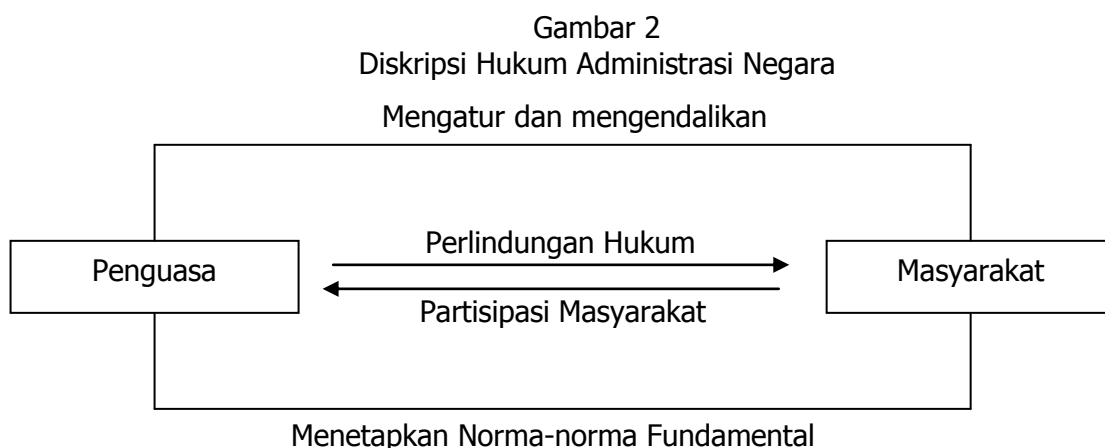 Gambar 2
Diskripsi Hukum Administrasi Negara
Mengatur dan mengendalikan
Perlindungan Hukum
Penguasa
Masyarakat
Partisipasi Masyarakat
Menetapkan Norma-norma Fundamental